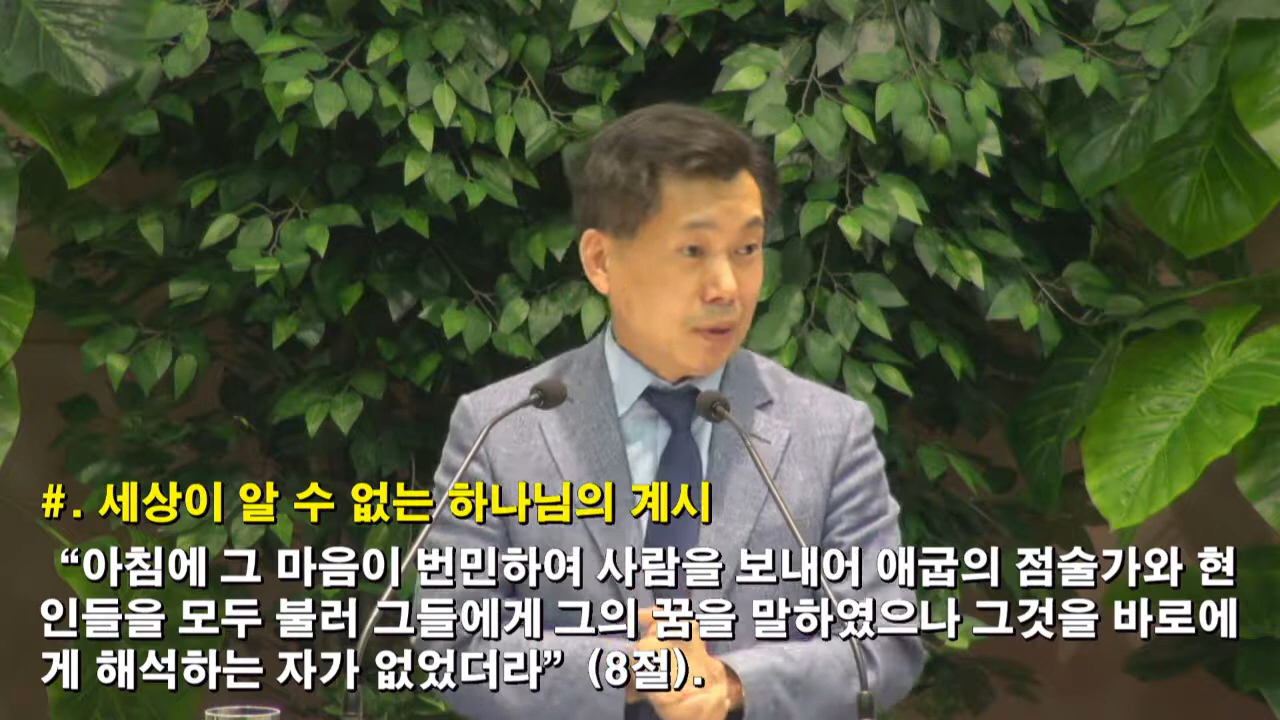 #. 세상이 알 수 없는 하나님의 계시
“아침에 그 마음이 번민하여 사람을 보내어 애굽의 점술가와 현
인들을 모두 불러 그들에게 그의 꿈을 말하였으나 그것을 바로에
게 해석하는 자가 없었더라” (8절).